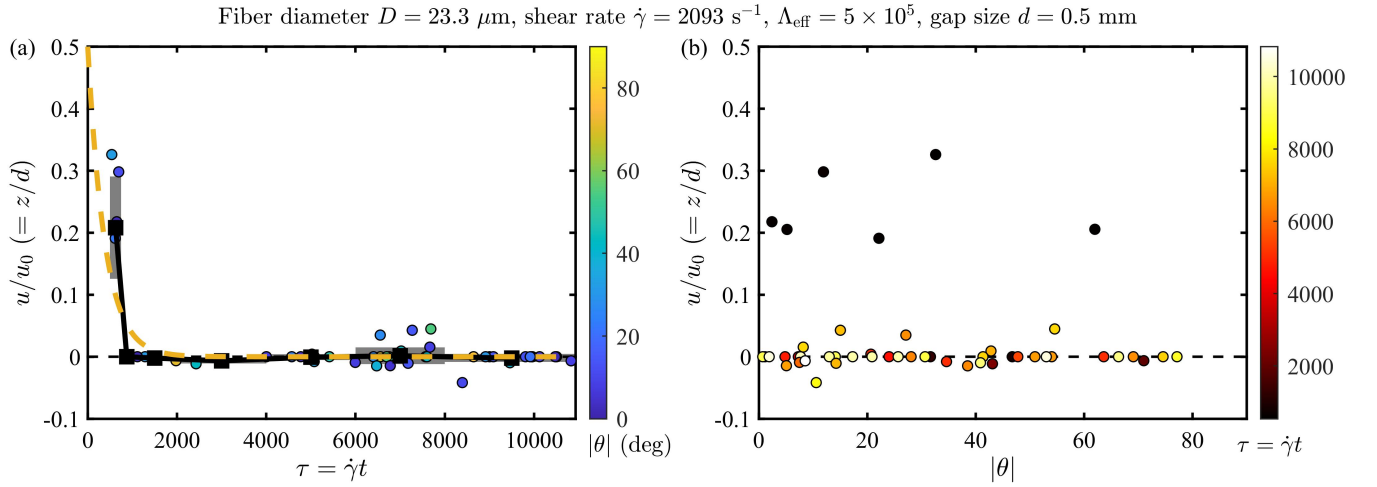 Fiber diameter D = 23.3 μm, shear rate γ̇ = 2093 s⁻¹, Λeff = 5 × 10⁵, gap size d = 0.5 mm
(a)
u/u₀ (= z/d)
0.5
0.4
0.3
0.2
0.1
0
-0.1
0 2000 4000 6000 8000 10000
τ = γ̇t
80
60
40
20
0
|θ| (deg)
(b)
u/u₀ (= z/d)
0.5
0.4
0.3
0.2
0.1
0
-0.1
0 20 40 60 80
|θ|
10000
8000
6000
4000
2000
τ = γ̇t